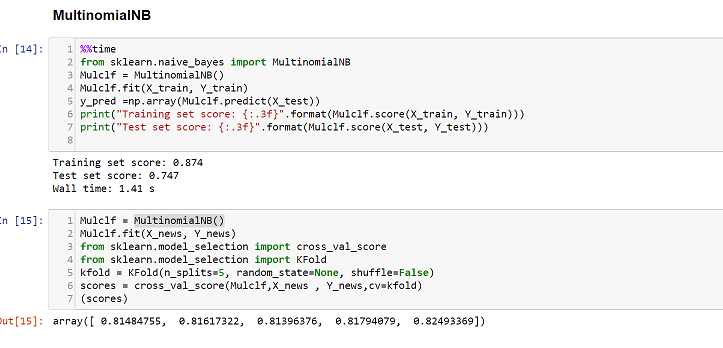 MultinomialNB
In [14]:
1 %%time
2 from sklearn.naive_bayes import MultinomialNB
3 Mulclf = MultinomialNB()
4 Mulclf.fit(X_train, Y_train)
5 y_pred =np.array(Mulclf.predict(X_test))
6 print("Training set score: {:.3f}".format(Mulclf.score(X_train, Y_train)))
7 print("Test set score: {:.3f}".format(Mulclf.score(X_test, Y_test)))
8
Training set score: 0.874
Test set score: 0.747
Wall time: 1.41 s
In [15]:
1 Mulclf = MultinomialNB()
2 Mulclf.fit(X_news, Y_news)
3 from sklearn.model_selection import cross_val_score
4 from sklearn.model_selection import KFold
5 kfold = KFold(n_splits=5, random_state=None, shuffle=False)
6 scores = cross_val_score(Mulclf,X_news , Y_news,cv=kfold)
7 (scores)
Out[15]: array([ 0.81484755, 0.81617322, 0.81396376, 0.81794079, 0.82493369])